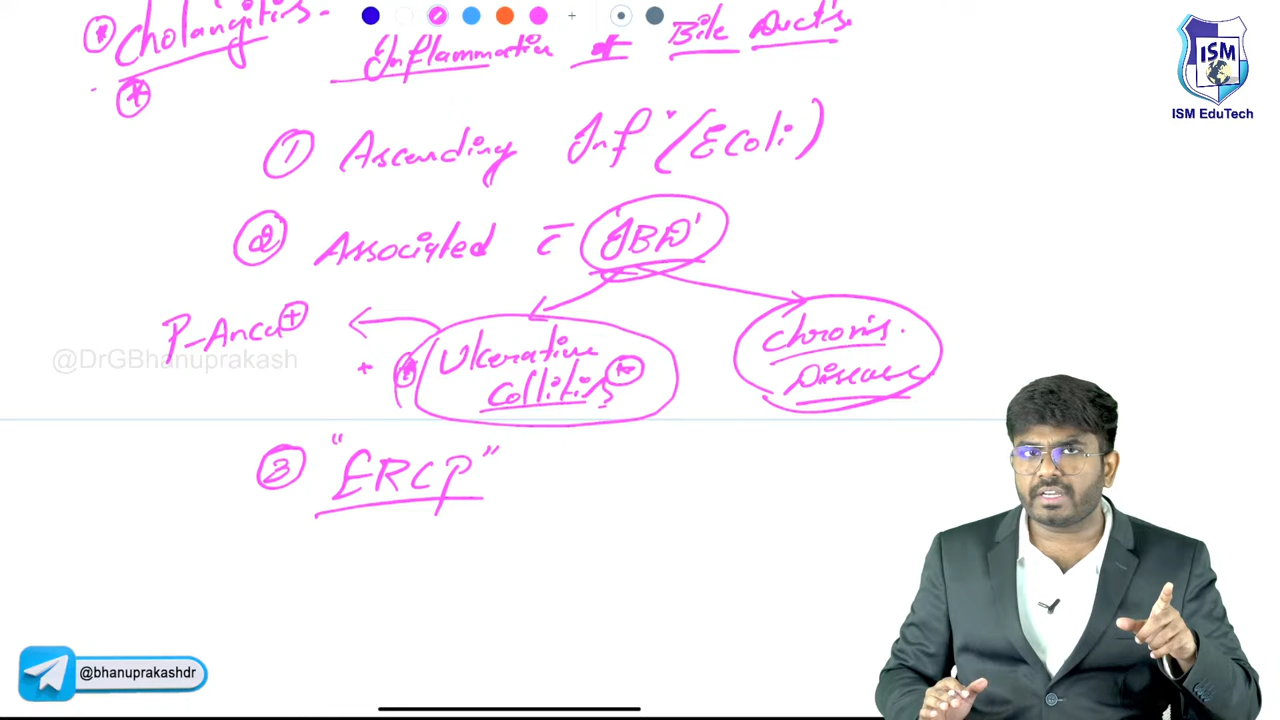 Cholangitis -
Inflammation of Bile Ducts.
ISM
ISM EduTech
① Ascending Inf" (Ecoli)
② Associated c̄ 'IBD'
P-Anca +
@DrGBhanuprakash
Ulcerative
Collitis
Chron's.
Disease
③ "ERCP"
@bhanuprakashdr